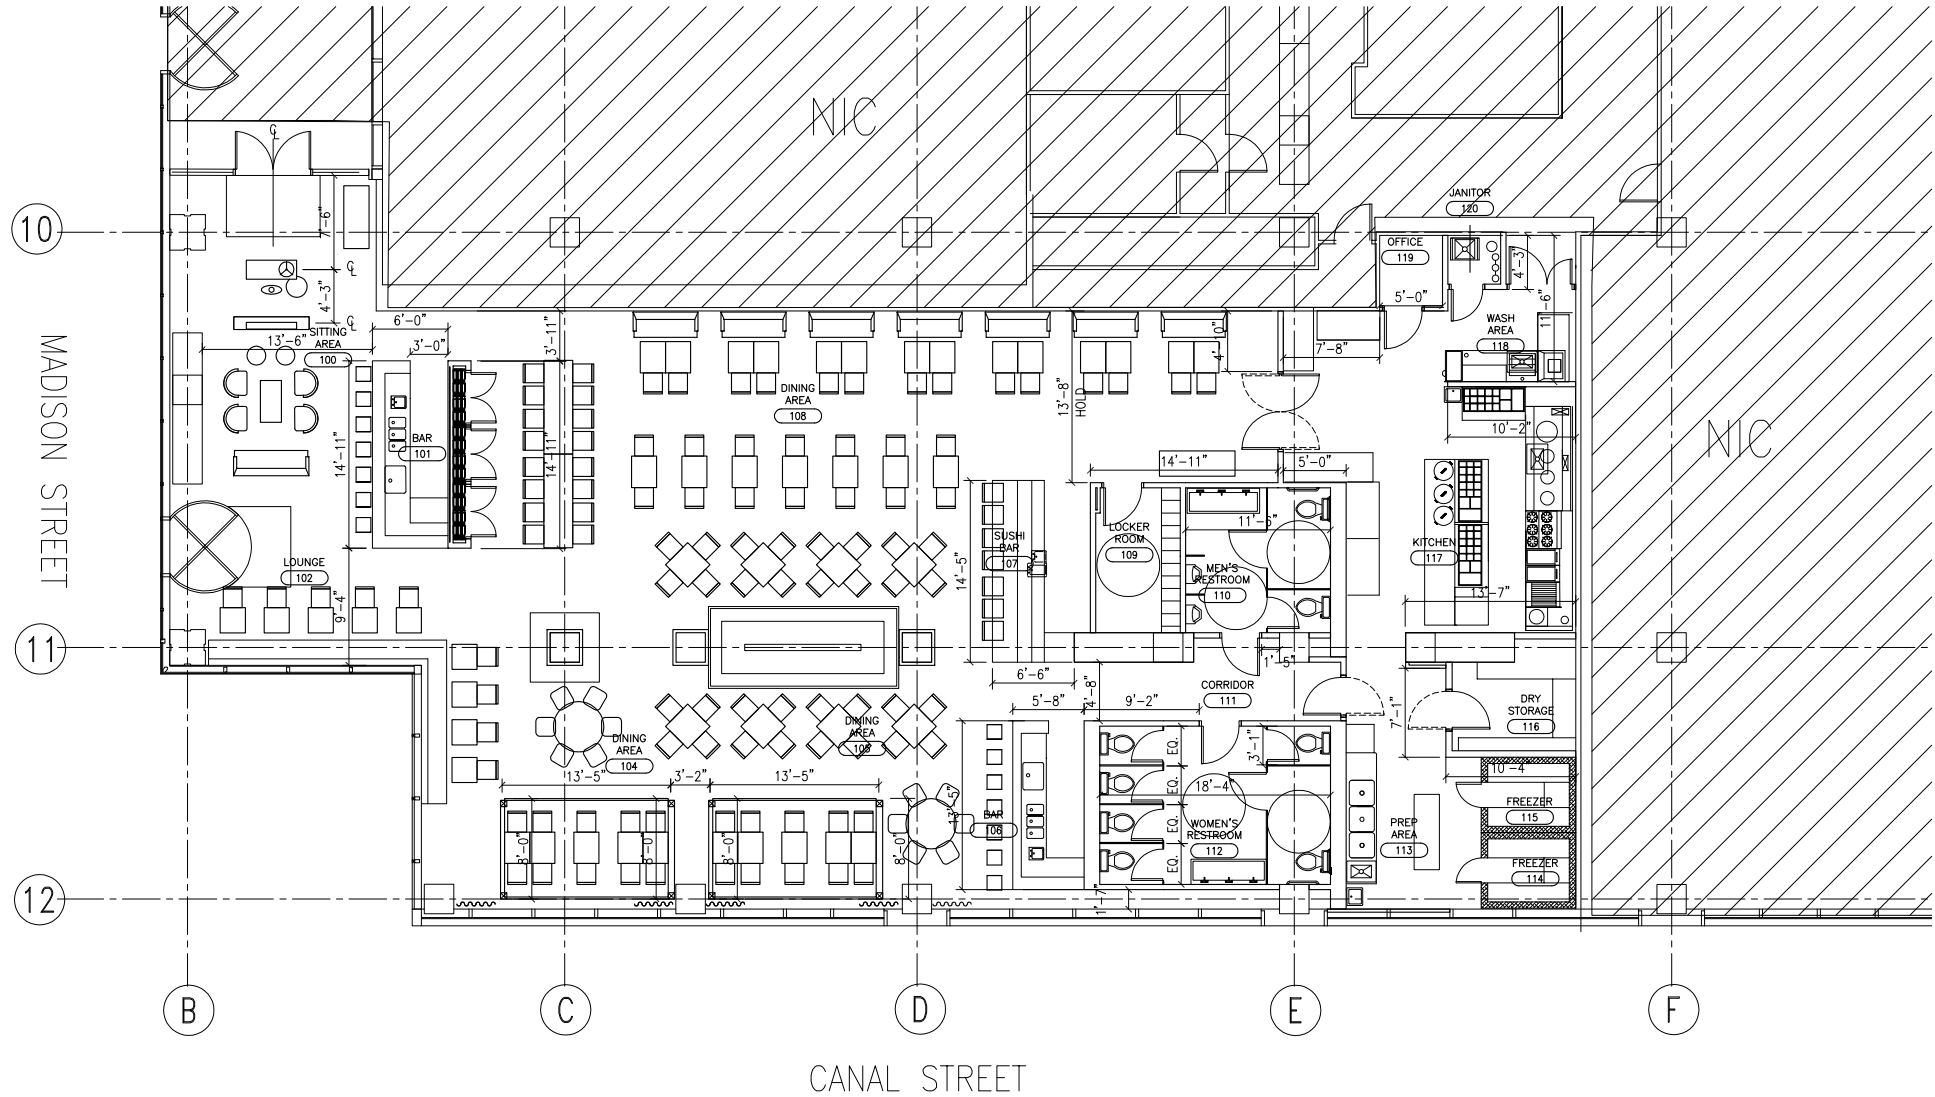 NIC
℄
10
JANITOR
120
OFFICE
119
7'-6"
℄
4'-3"
℄
4'-3"
11'-6"
5'-0"
6'-0"
SITTING
AREA
100
13'-6"
3'-0"
3'-11"
4'-0"
7'-8"
WASH
AREA
118
DINING
AREA
108
13'-8"
HOLD
MADISON STREET
BAR
101
14'-11"
14'-11"
10'-2"
NIC
14'-11"
5'-0"
11'-6"
LOCKER
ROOM
109
SUSHI
BAR
107
14'-5"
KITCHEN
117
LOUNGE
102
MEN'S
RESTROOM
110
13'-7"
9'-4"
11
1'-5"
6'-6"
4'-8"
CORRIDOR
111
5'-8"
9'-2"
7'-1"
DRY
STORAGE
116
DINING
AREA
DINING
AREA
104
EQ.
3'-1"
13'-5"
3'-2"
13'-5"
18'-4"
EQ.
10'-4"
FREEZER
115
13'-5"
BAR
106
WOMEN'S
RESTROOM
112
EQ.
PREP
AREA
113
8'-0"
8'-0"
8'-0"
8'-0"
EQ.
FREEZER
114
12
1'-7"
B
C
D
E
F
CANAL STREET